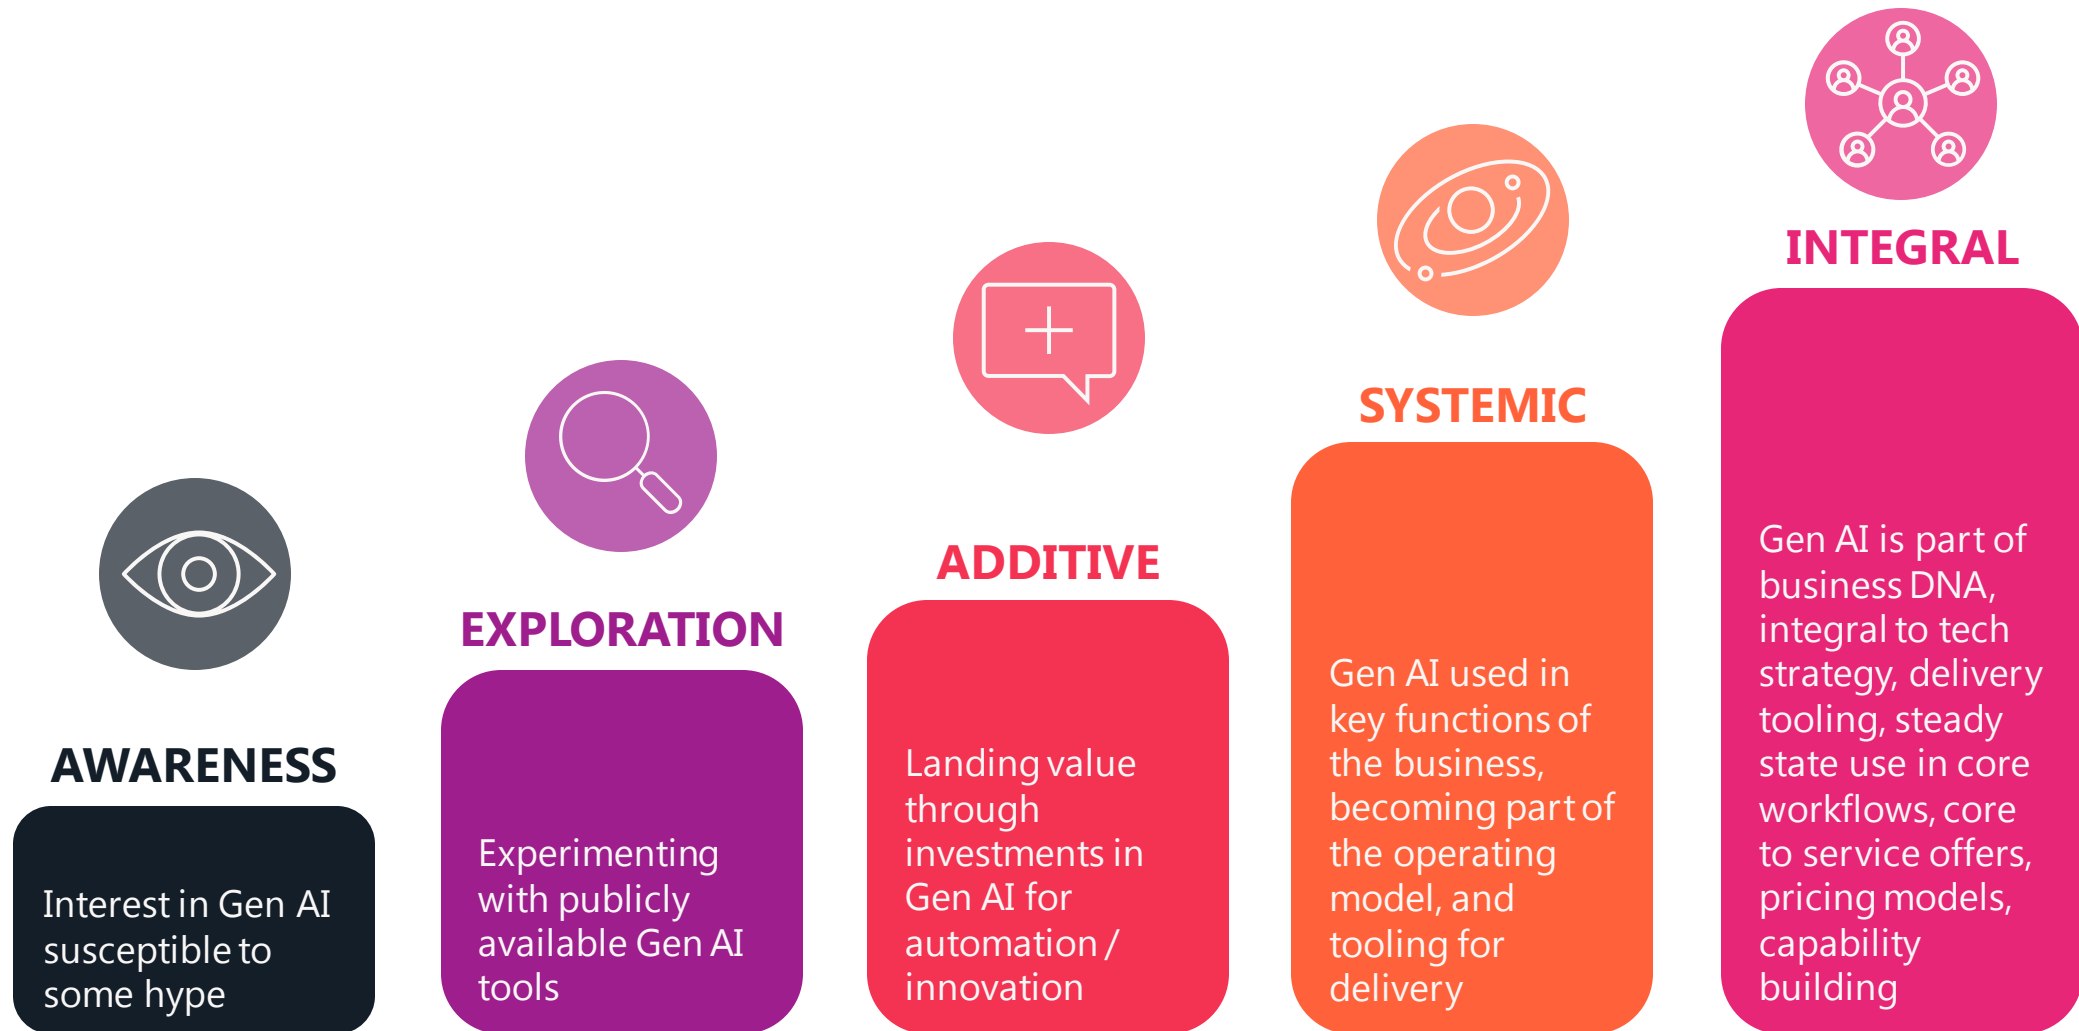 AWARENESS
Interest in Gen AI
susceptible to
some hype
EXPLORATION
Experimenting
with publicly
available Gen AI
tools
ADDITIVE
Landing value
through
investments in
Gen AI for
automation /
innovation
SYSTEMIC
Gen AI used in
key functions of
the business,
becoming part of
the operating
model, and
tooling for
delivery
INTEGRAL
Gen AI is part of
business DNA,
integral to tech
strategy, delivery
tooling, steady
state use in core
workflows, core
to service offers,
pricing models,
capability
building